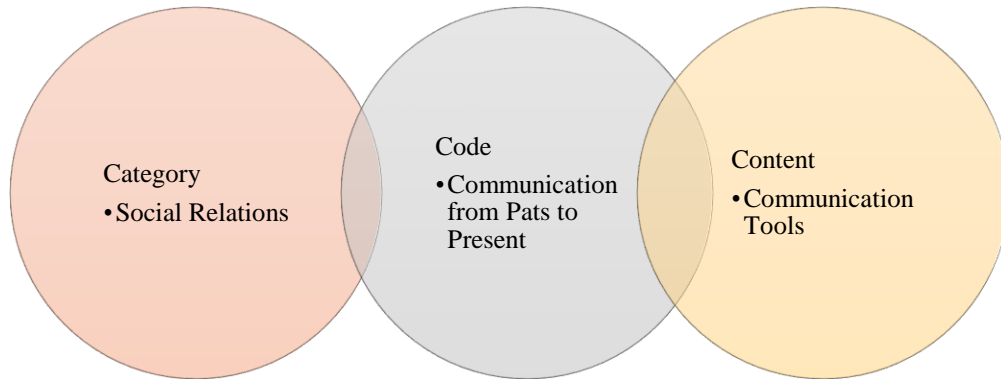 Category
•Social Relations
Code
•Communication
from Pats to
Present
Content
•Communication
Tools